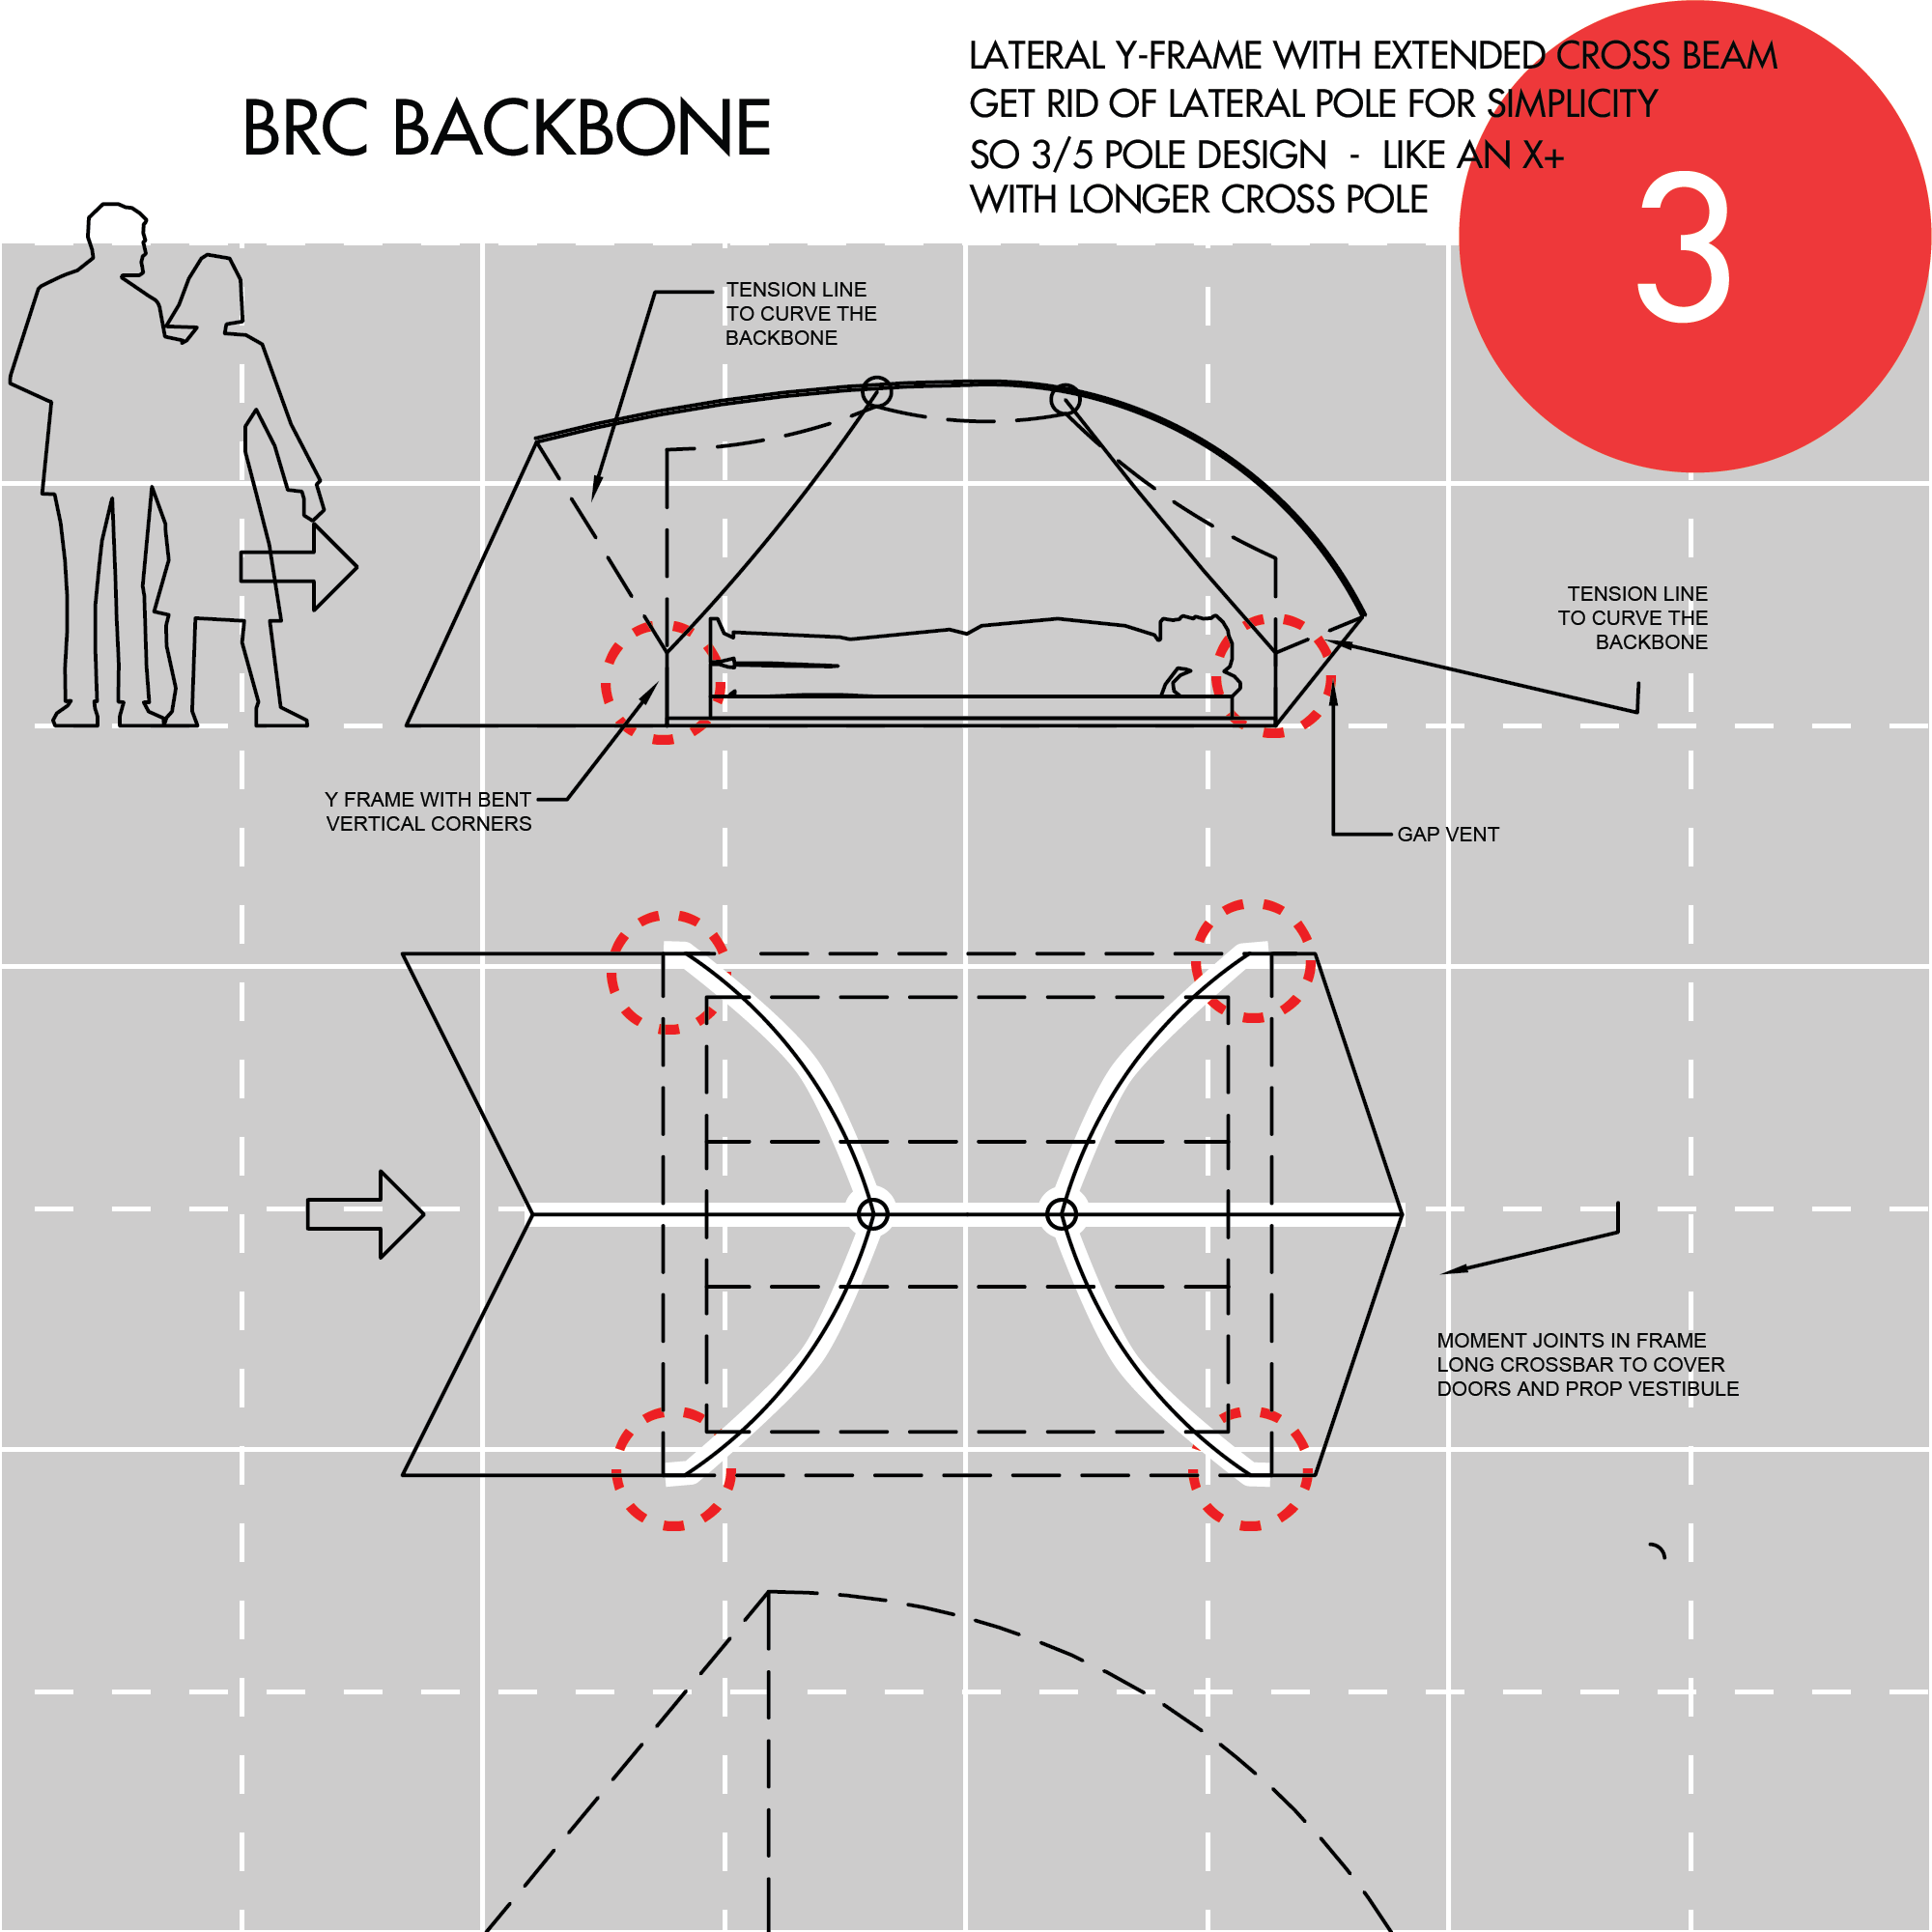 BRC BACKBONE
LATERAL Y-FRAME WITH EXTENDED CROSS BEAM
GET RID OF LATERAL POLE FOR SIMPLICITY
SO 3/5 POLE DESIGN - LIKE AN X+
WITH LONGER CROSS POLE
3
TENSION LINE
TO CURVE THE
BACKBONE
TENSION LINE
TO CURVE THE
BACKBONE
Y FRAME WITH BENT
VERTICAL CORNERS
GAP VENT
MOMENT JOINTS IN FRAME
LONG CROSSBAR TO COVER
DOORS AND PROP VESTIBULE